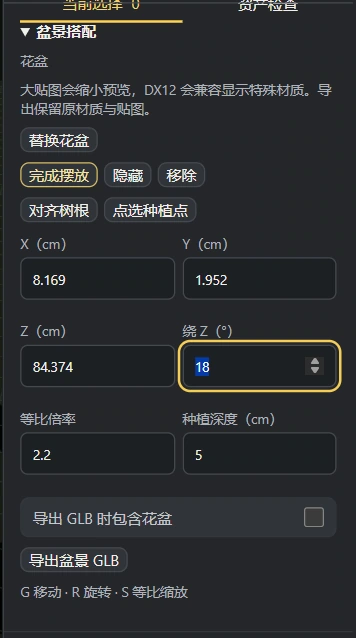 当前选择 0
资产检查
▼ 盆景搭配
花盆
大贴图会缩小预览，DX12 会兼容显示特殊材质。导
出保留原材质与贴图。
替换花盆
完成摆放 隐藏 移除
对齐树根 点选种植点
X（cm） Y（cm）
8.169 1.952
Z（cm） 绕 Z（°）
84.374 18
等比倍率 种植深度（cm）
2.2 5
导出 GLB 时包含花盆
导出盆景 GLB
G 移动 · R 旋转 · S 等比缩放